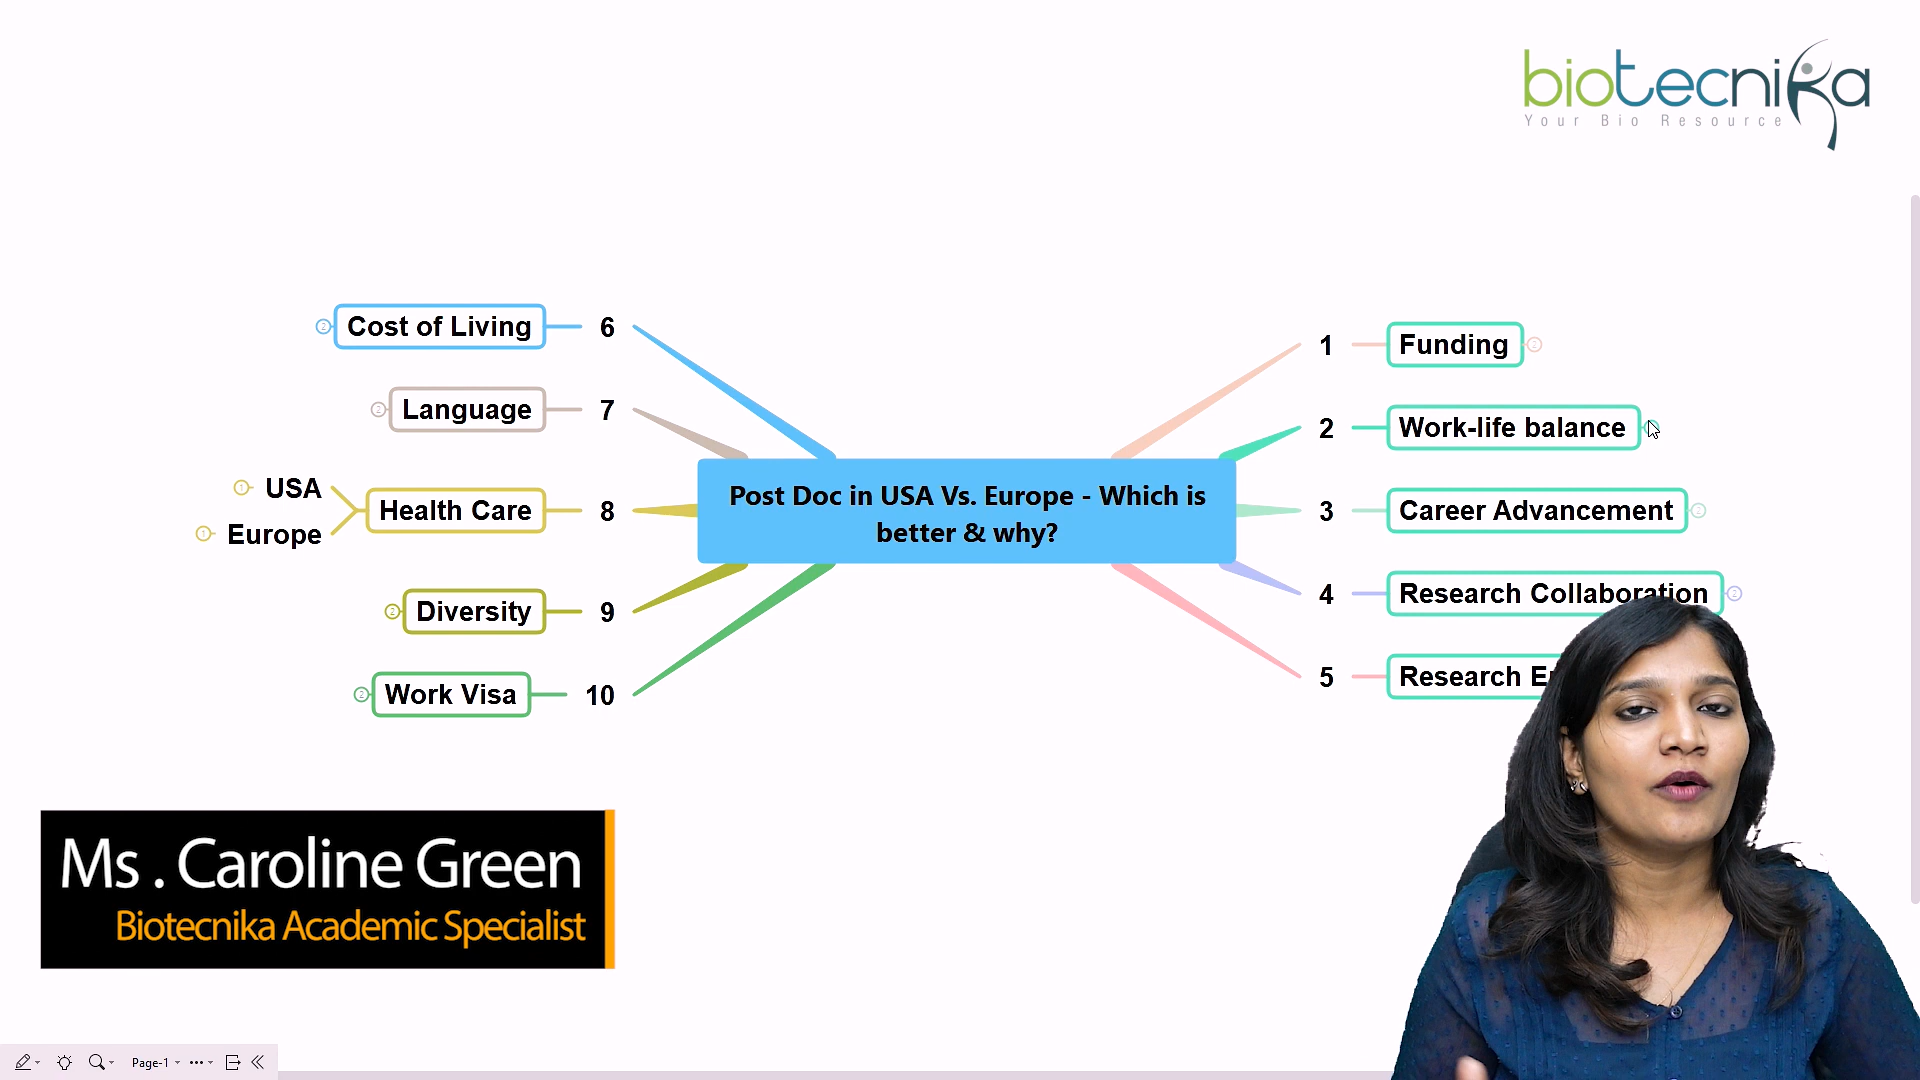 biotecnika
Your Bio Resource
6 Cost of Living
7 Language
8 Health Care
USA
Europe
9 Diversity
10 Work Visa
Post Doc in USA Vs. Europe - Which is
better & why?
1 Funding
2 Work-life balance
3 Career Advancement
4 Research Collaboration
5 Research
Ms . Caroline Green
Biotecnika Academic Specialist
Page-1